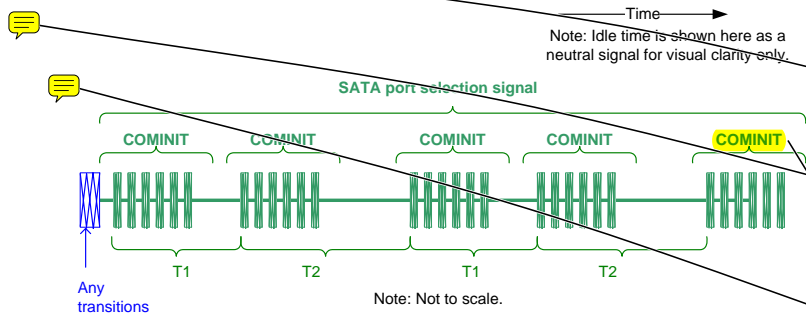 Time
Note: Idle time is shown here as a
neutral signal for visual clarity only.
SATA port selection signal
COMINIT COMINIT COMINIT COMINIT COMINIT
T1 T2 T1 T2
Any
transitions
Note: Not to scale.